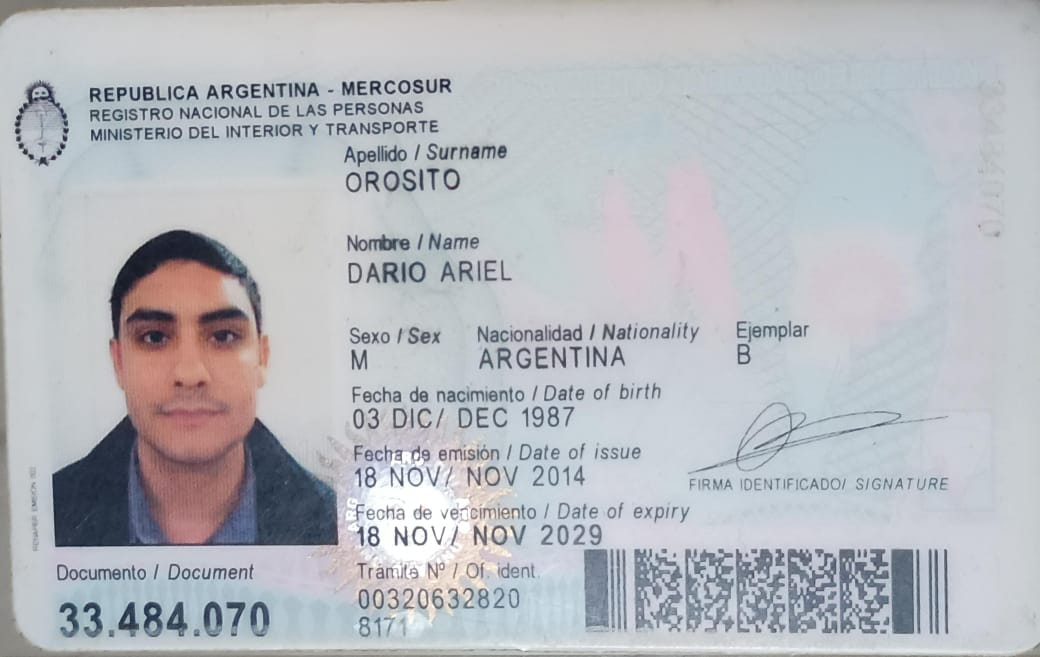 REPUBLICA ARGENTINA - MERCOSUR
REGISTRO NACIONAL DE LAS PERSONAS
MINISTERIO DEL INTERIOR Y TRANSPORTE
Apellido / Surname
OROSITO
Nombre / Name
DARIO ARIEL
Sexo / Sex Nacionalidad / Nationality Ejemplar
M ARGENTINA B
Fecha de nacimiento / Date of birth
03 DIC/ DEC 1987
Fecha de emisión / Date of issue
18 NOV/ NOV 2014
FIRMA IDENTIFICADO/ SIGNATURE
Fecha de vencimiento / Date of expiry
18 NOV/ NOV 2029
Documento / Document
33.484.070
Trámite Nº / Of. ident.
00320632820
8171